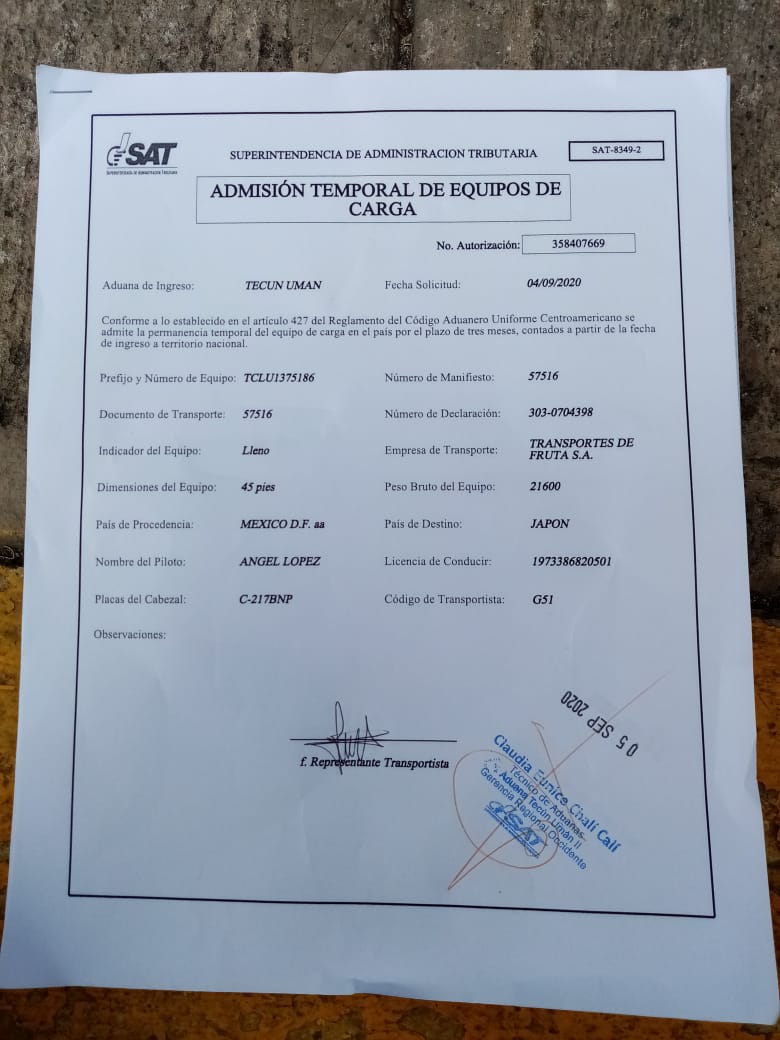 SAT
SUPERINTENDENCIA DE ADMINISTRACIÓN TRIBUTARIA
SUPERINTENDENCIA DE ADMINISTRACION TRIBUTARIA
SAT-8349-2
ADMISIÓN TEMPORAL DE EQUIPOS DE
CARGA
No. Autorización: 358407669
Aduana de Ingreso: TECUN UMAN Fecha Solicitud: 04/09/2020
Conforme a lo establecido en el artículo 427 del Reglamento del Código Aduanero Uniforme Centroamericano se
admite la permanencia temporal del equipo de carga en el país por el plazo de tres meses, contados a partir de la fecha
de ingreso a territorio nacional.
Prefijo y Número de Equipo: TCLU1375186 Número de Manifiesto: 57516
Documento de Transporte: 57516 Número de Declaración: 303-0704398
Indicador del Equipo: Lleno Empresa de Transporte: TRANSPORTES DE
FRUTA S.A.
Dimensiones del Equipo: 45 pies Peso Bruto del Equipo: 21600
País de Procedencia: MEXICO D.F. aa País de Destino: JAPON
Nombre del Piloto: ANGEL LOPEZ Licencia de Conducir: 1973386820501
Placas del Cabezal: C-217BNP Código de Transportista: G51
Observaciones:
f. Representante Transportista
05 SEP 2020
Claudia Eunice Civalí Calí
Técnico de Aduanas
Aduana Tecún Umán II
Gerencia Regional Occidente
SAT